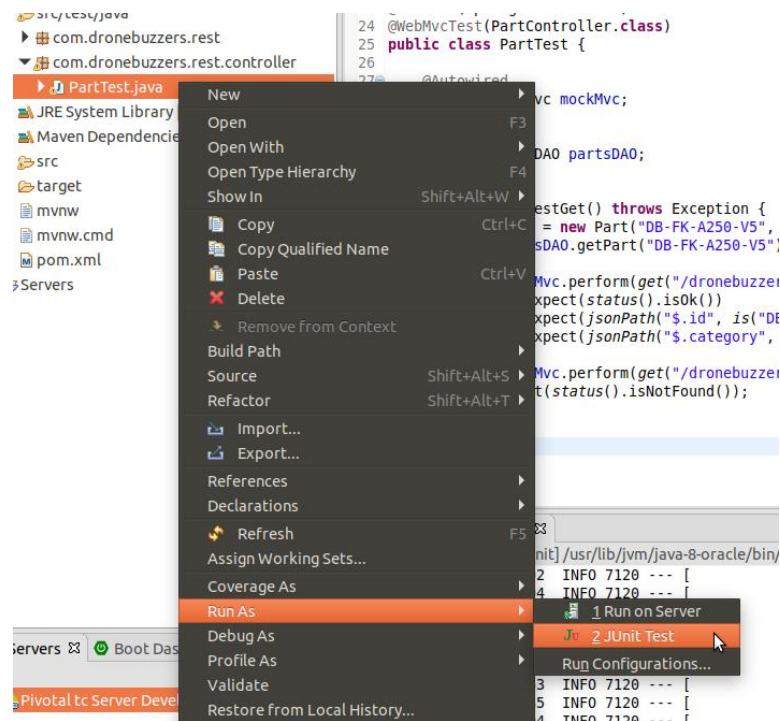 src/test/java
com.dronebuzzers.rest
com.dronebuzzers.rest.controller
PartTest.java
JRE System Library
Maven Dependencie
src
target
mvnw
mvnw.cmd
pom.xml
Servers
24 @WebMvcTest(PartController.class)
25 public class PartTest {
26
27 @Autowired
vc mockMvc;
DAO partsDAO;
estGet() throws Exception {
= new Part("DB-FK-A250-V5",
sDAO.getPart("DB-FK-A250-V5")
Mvc.perform(get("/dronebuzzer
xpect(status().isOk())
xpect(jsonPath("$.id", is("DB
xpect(jsonPath("$.category",
Mvc.perform(get("/dronebuzzer
t(status().isNotFound());
New
Open F3
Open With
Open Type Hierarchy F4
Show In Shift+Alt+W
Copy Ctrl+C
Copy Qualified Name
Paste Ctrl+V
Delete
Remove from Context
Build Path
Source Shift+Alt+S
Refactor Shift+Alt+T
Import...
Export...
References
Declarations
Refresh F5
Assign Working Sets...
Coverage As
Run As
Debug As
Profile As
Validate
Restore from Local History...
1 Run on Server
2 JUnit Test
Run Configurations...
nit] /usr/lib/jvm/java-8-oracle/bin/
2 INFO 7120 --- [
4 INFO 7120 --- [
3 INFO 7120 --- [
5 INFO 7120 --- [
4 INFO 7120 --- [
Servers Boot Das
Pivotal tc Server Devel